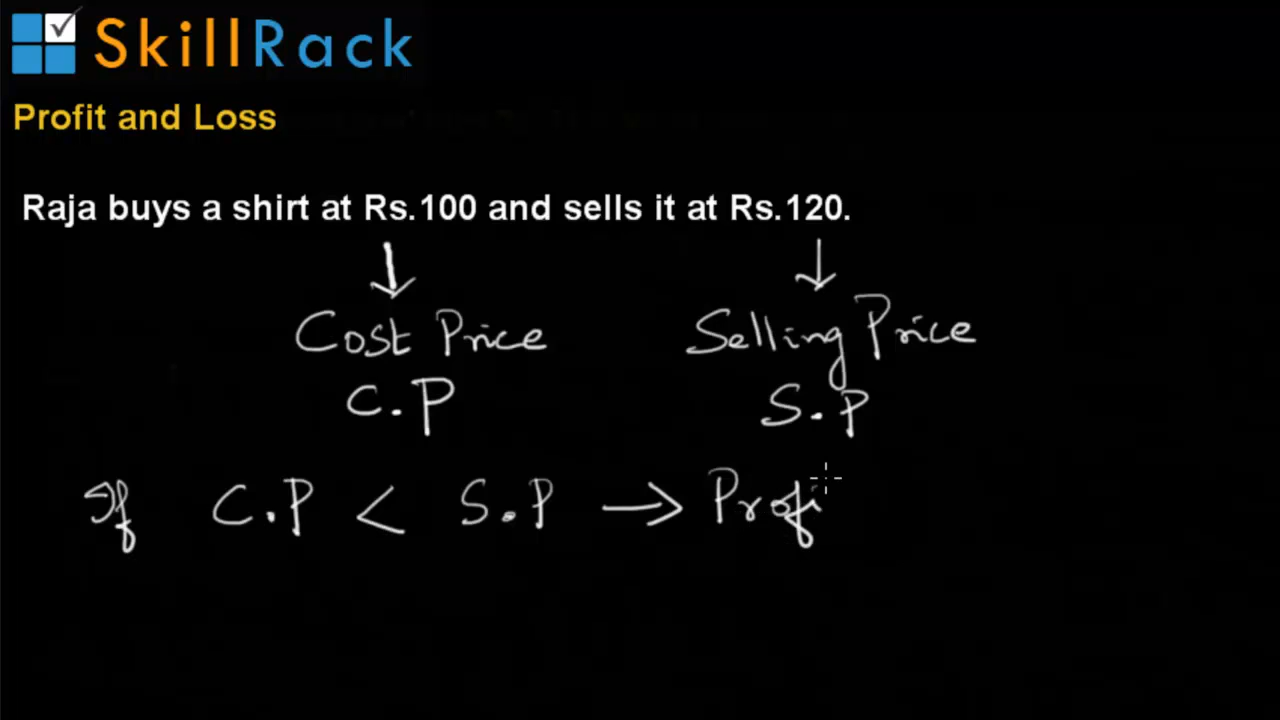 SkillRack
Profit and Loss
Raja buys a shirt at Rs.100 and sells it at Rs.120.
Cost Price Selling Price
C.P S.P
If C.P < S.P → Profi